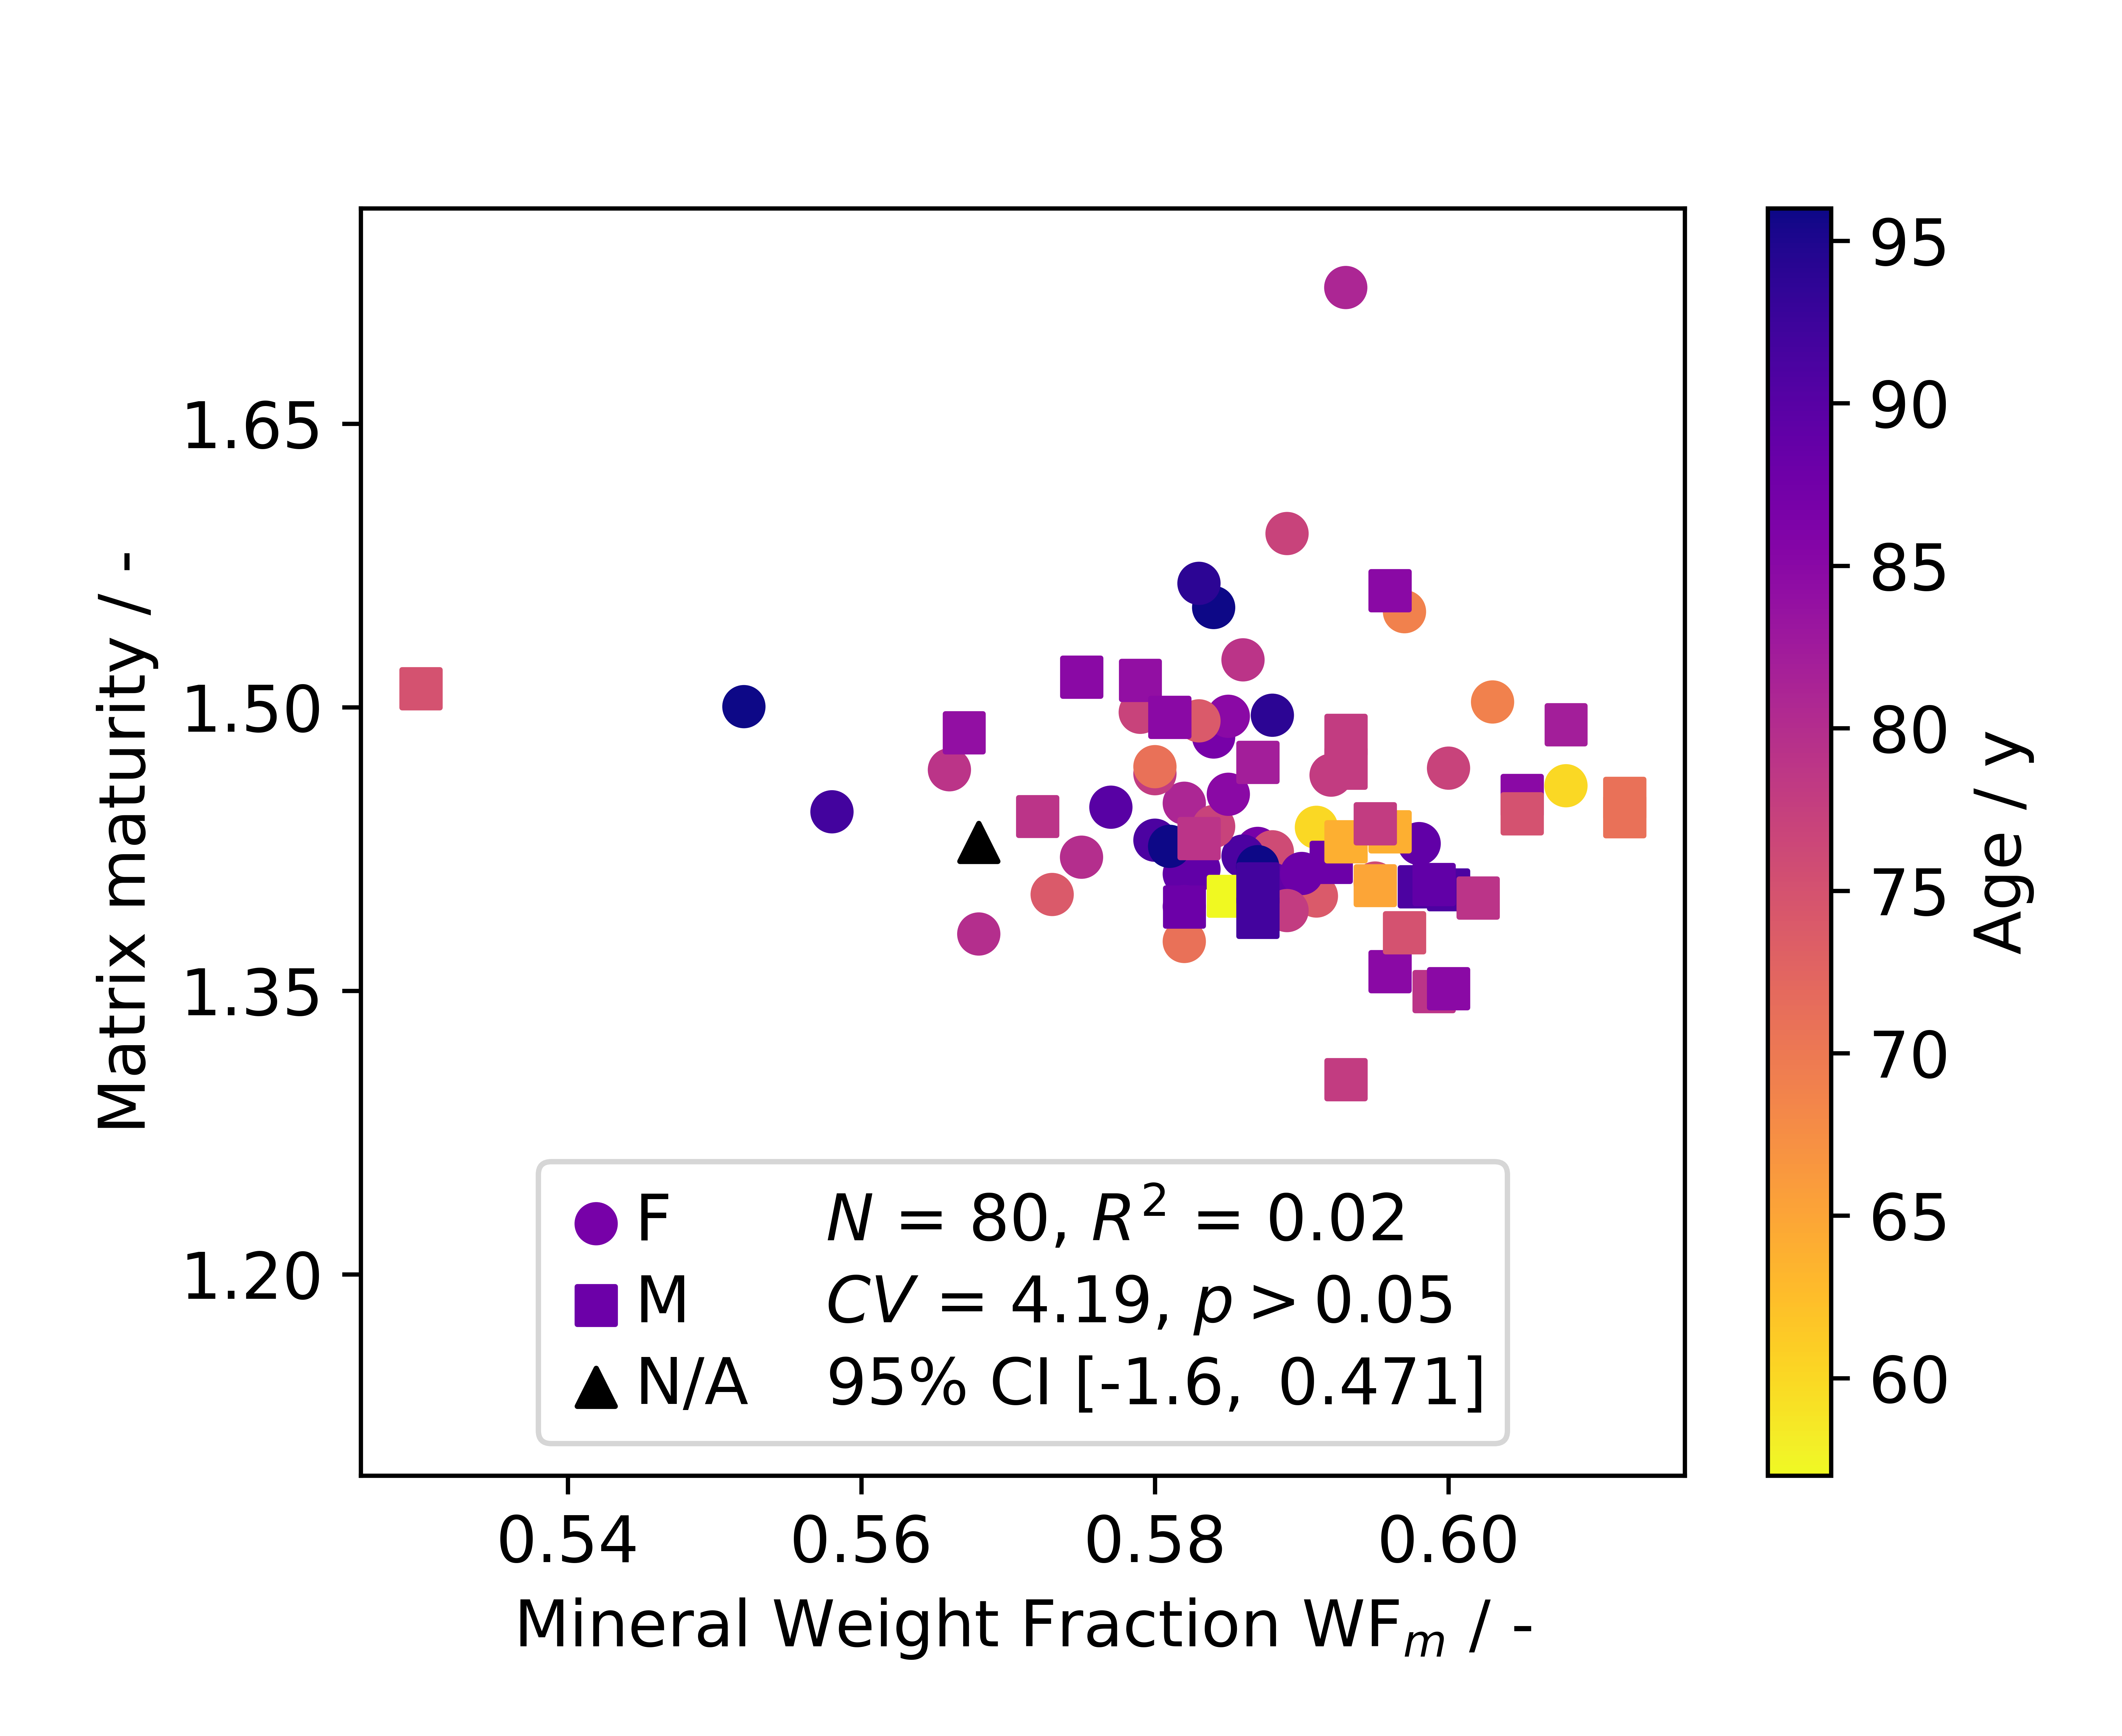 1.65
1.50
1.35
1.20
Matrix maturity / -
F N = 80, R² = 0.02
M CV = 4.19, p > 0.05
N/A 95% CI [-1.6, 0.471]
0.54 0.56 0.58 0.60
Mineral Weight Fraction WFₘ / -
95
90
85
80
75
70
65
60
Age / y